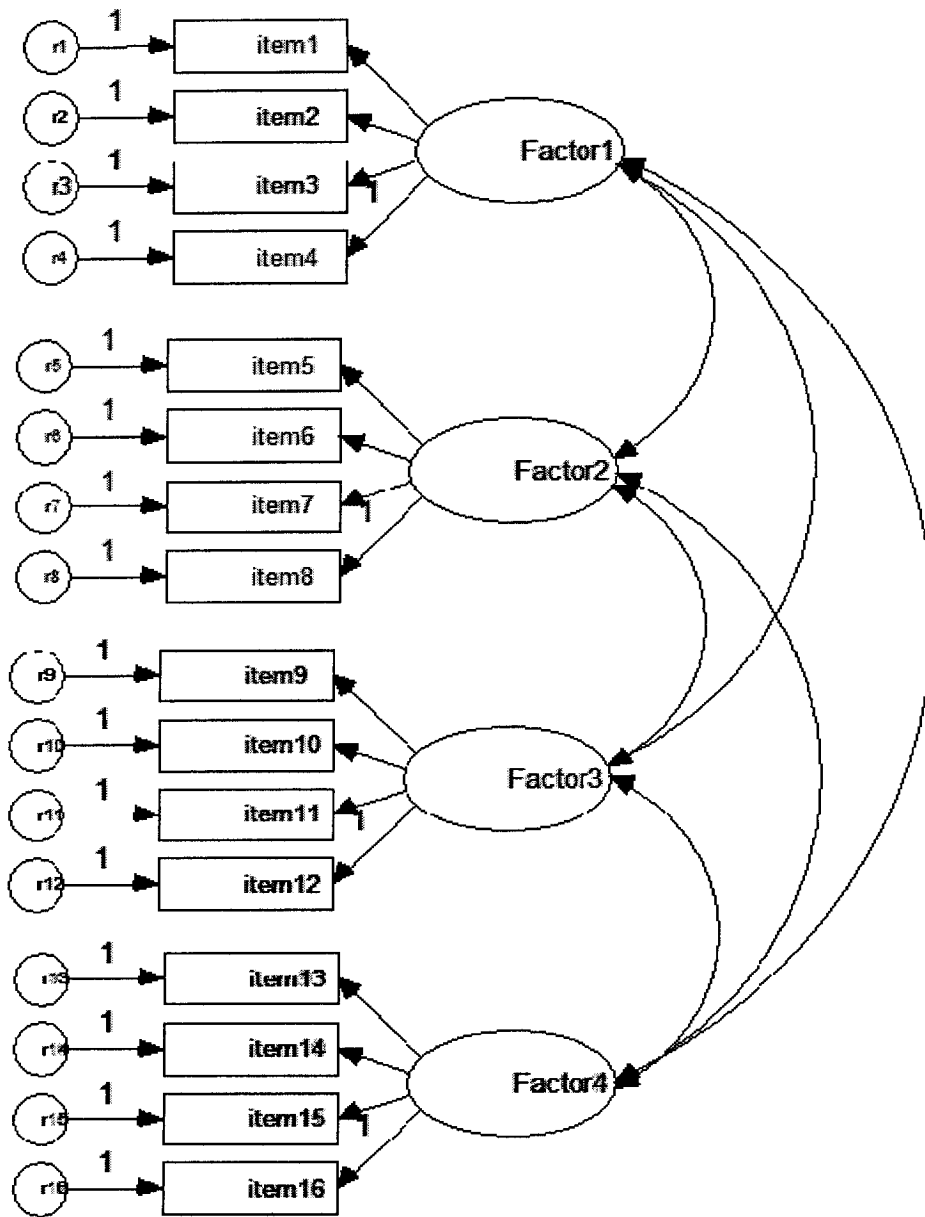 1
r1 item1
1
r2 item2
Factor1
1
r3 item3 1
1
r4 item4
1
r5 item5
1
r6 item6
Factor2
1
r7 item7 1
1
r8 item8
1
r9 item9
1
r10 item10
Factor3
1
r11 item11 1
1
r12 item12
1
r13 item13
1
r14 item14
Factor4
1
r15 item15 1
1
r16 item16